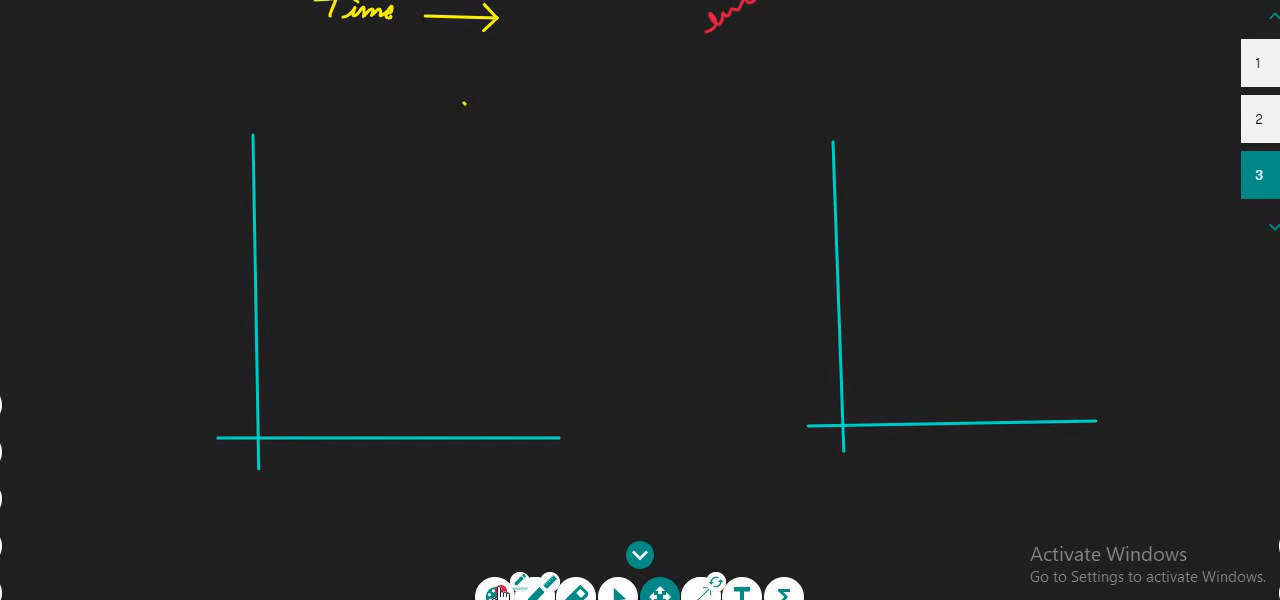 Time
1
2
3
T
Σ
Activate Windows
Go to Settings to activate Windows.